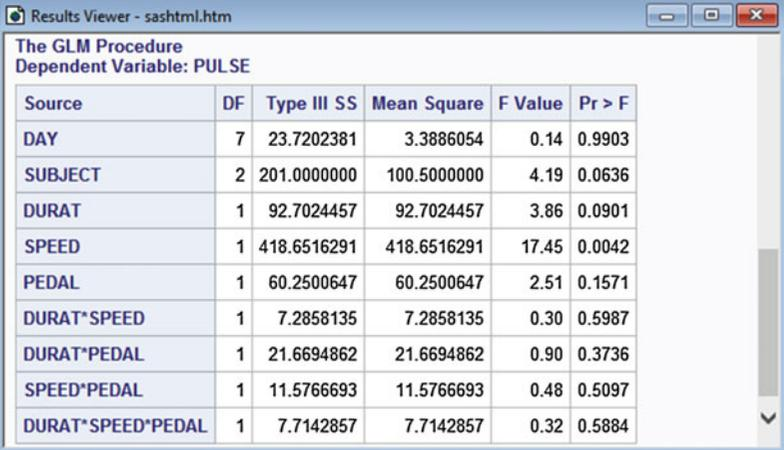 Results Viewer - sashtml.htm
The GLM Procedure
Dependent Variable: PULSE
Source DF Type III SS Mean Square F Value Pr > F
DAY 7 23.7202381 3.3886054 0.14 0.9903
SUBJECT 2 201.0000000 100.5000000 4.19 0.0636
DURAT 1 92.7024457 92.7024457 3.86 0.0901
SPEED 1 418.6516291 418.6516291 17.45 0.0042
PEDAL 1 60.2500647 60.2500647 2.51 0.1571
DURAT*SPEED 1 7.2858135 7.2858135 0.30 0.5987
DURAT*PEDAL 1 21.6694862 21.6694862 0.90 0.3736
SPEED*PEDAL 1 11.5766693 11.5766693 0.48 0.5097
DURAT*SPEED*PEDAL 1 7.7142857 7.7142857 0.32 0.5884